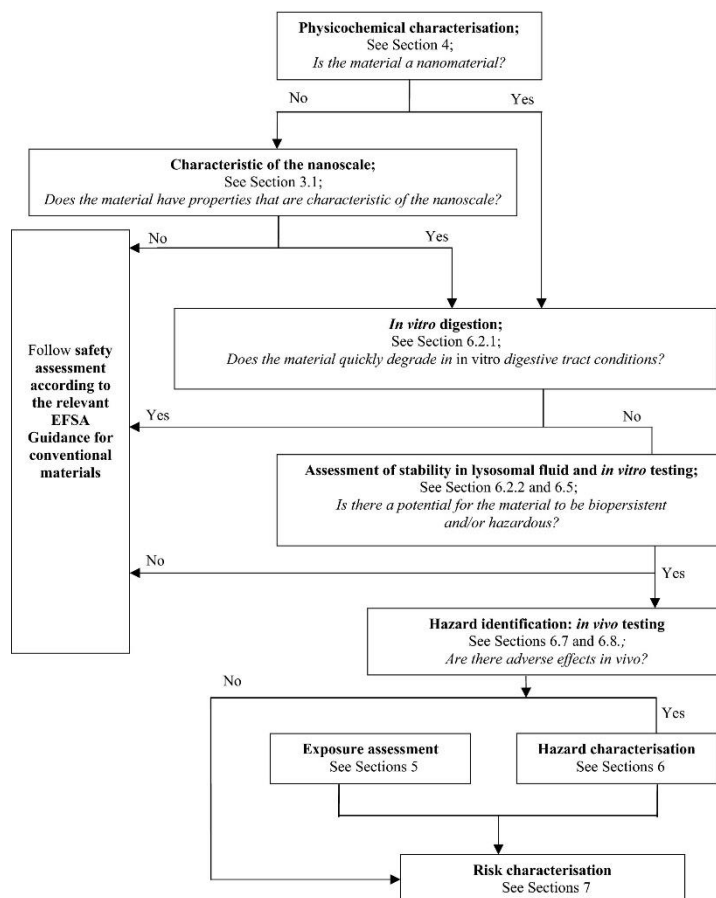 Physicochemical characterisation;
See Section 4;
Is the material a nanomaterial?
No
Yes
Characteristic of the nanoscale;
See Section 3.1;
Does the material have properties that are characteristic of the nanoscale?
No
Yes
In vitro digestion;
See Section 6.2.1;
Does the material quickly degrade in in vitro digestive tract conditions?
Follow safety
assessment
according to
the relevant
EFSA
Guidance for
conventional
materials
Yes
No
Assessment of stability in lysosomal fluid and in vitro testing;
See Section 6.2.2 and 6.5;
Is there a potential for the material to be biopersistent
and/or hazardous?
No
Yes
Hazard identification: in vivo testing
See Sections 6.7 and 6.8.;
Are there adverse effects in vivo?
No
Yes
Exposure assessment
See Sections 5
Hazard characterisation
See Sections 6
Risk characterisation
See Sections 7